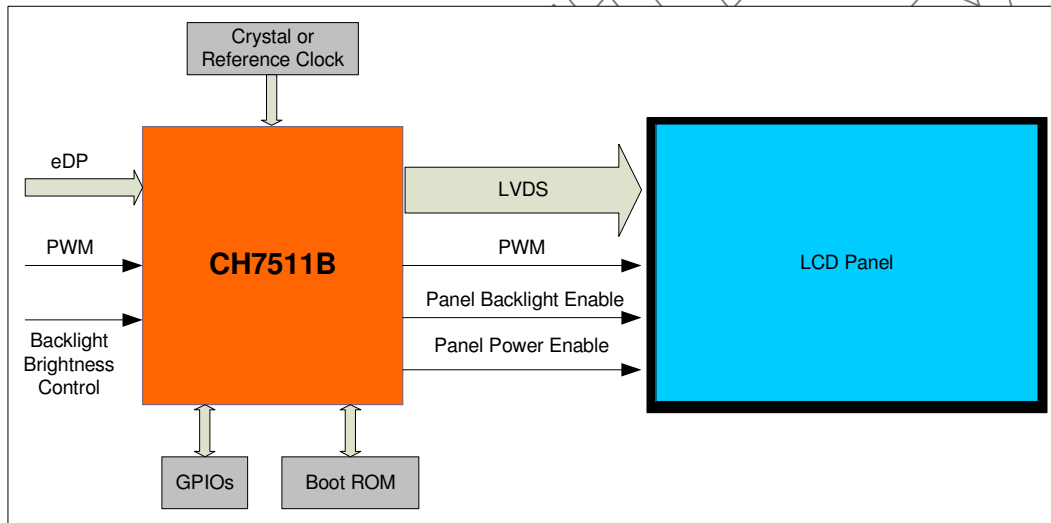 Crystal or
Reference Clock
eDP
LVDS
PWM
CH7511B
PWM
LCD Panel
Panel Backlight Enable
Backlight
Brightness
Control
Panel Power Enable
GPIOs
Boot ROM